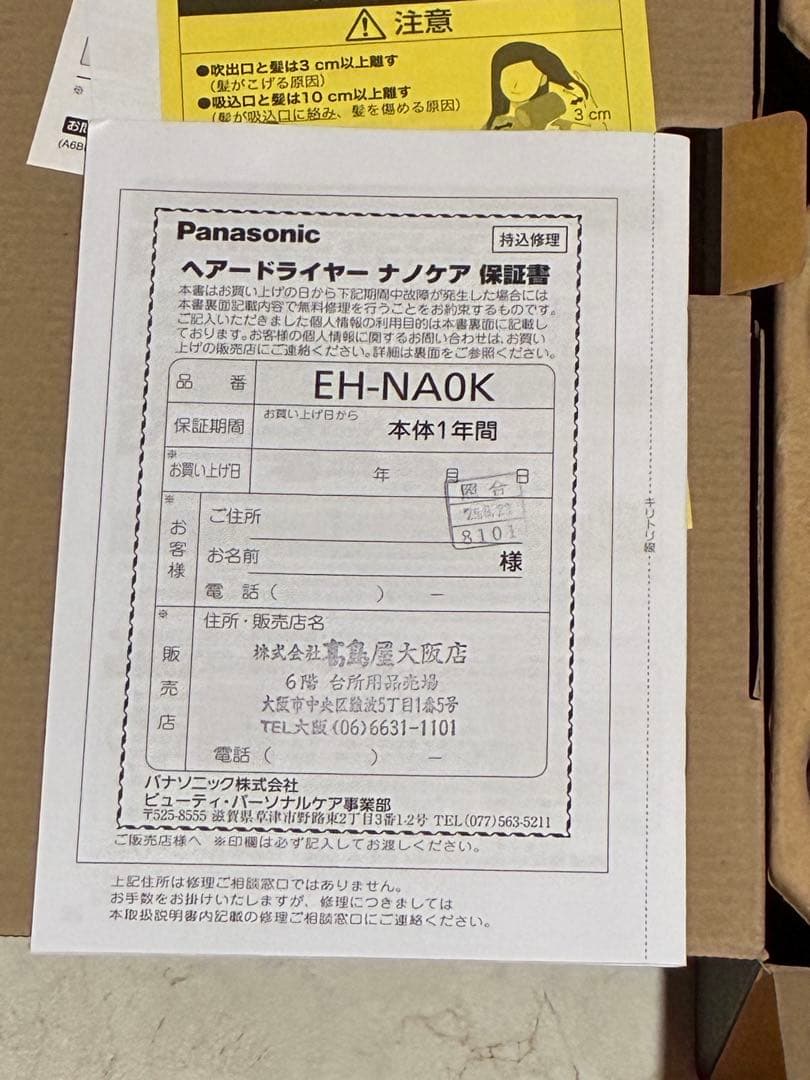 注意
●吹出口と髪は3 cm以上離す
(髪がこげる原因)
●吸込口と髪は10 cm以上離す
(髪が吸込口に絡み、髪を傷める原因)
3 cm
(A6B
Panasonic
持込修理
ヘアードライヤー ナノケア 保証書
本書はお買い上げの日から下記期間中故障が発生した場合には
本書裏面記載内容で無料修理を行うことをお約束するものです。
ご記入いただきました個人情報の利用目的は本書裏面に記載し
ております。お客様の個人情報に関するお問い合わせは、お買い
上げの販売店にご連絡ください。詳細は裏面をご参照ください。
品 番 EH-NA0K
保証期間 お買い上げ日から 本体1年間
※お買い上げ日 年 月 日
照合
8101
※お客様
ご住所
お名前 様
電 話 ( ) －
※販売店
住所・販売店名
株式会社髙島屋大阪店
6階 台所用品売場
大阪市中央区難波5丁目1番5号
TEL大阪(06)6631-1101
電話 ( ) －
パナソニック株式会社
ビューティ・パーソナルケア事業部
〒525-8555 滋賀県草津市野路東2丁目3番1-2号 TEL(077)563-5211
ご販売店様へ ※印欄は必ず記入してお渡しください。
上記住所は修理ご相談窓口ではありません。
お手数をお掛けいたしますが、修理につきましては
本取扱説明書内記載の修理ご相談窓口にご連絡ください。
キリトリ線